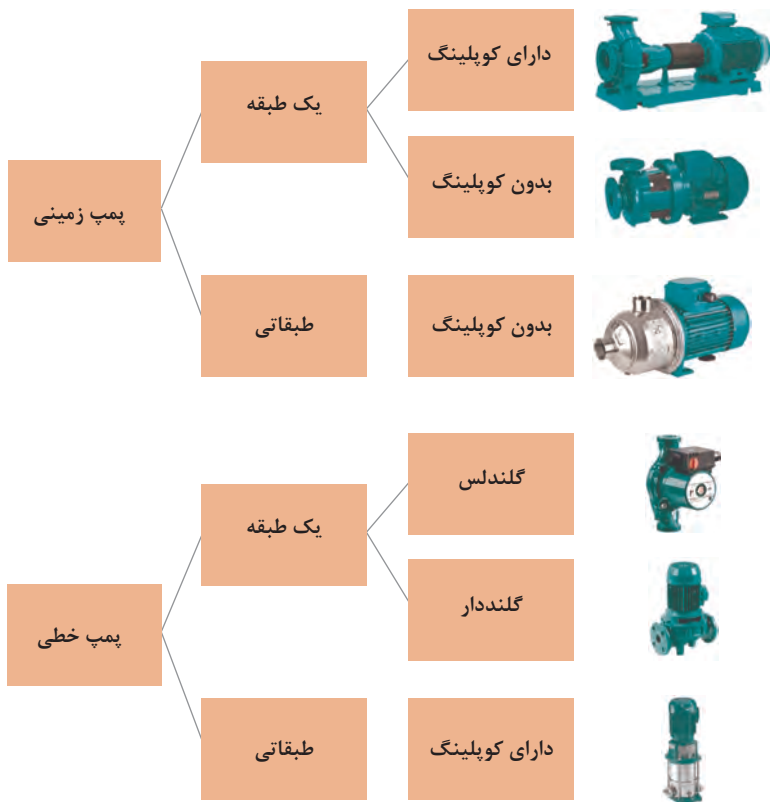 پمپ زمینی
یک طبقه
دارای کوپلینگ
بدون کوپلینگ
طبقاتی
بدون کوپلینگ
پمپ خطی
یک طبقه
گلندلس
گلنددار
طبقاتی
دارای کوپلینگ